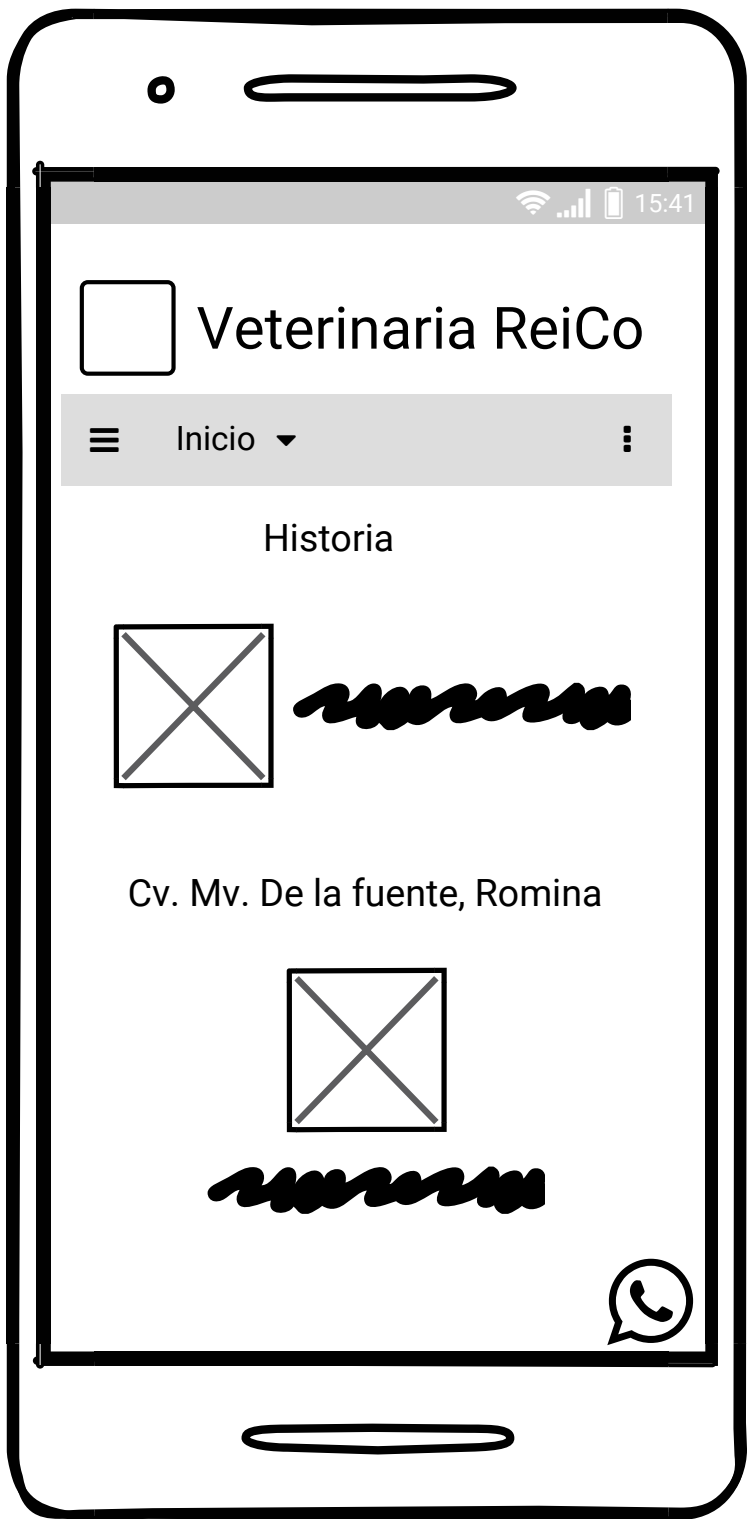 15:41
Veterinaria ReiCo
Inicio
Historia
Cv. Mv. De la fuente, Romina